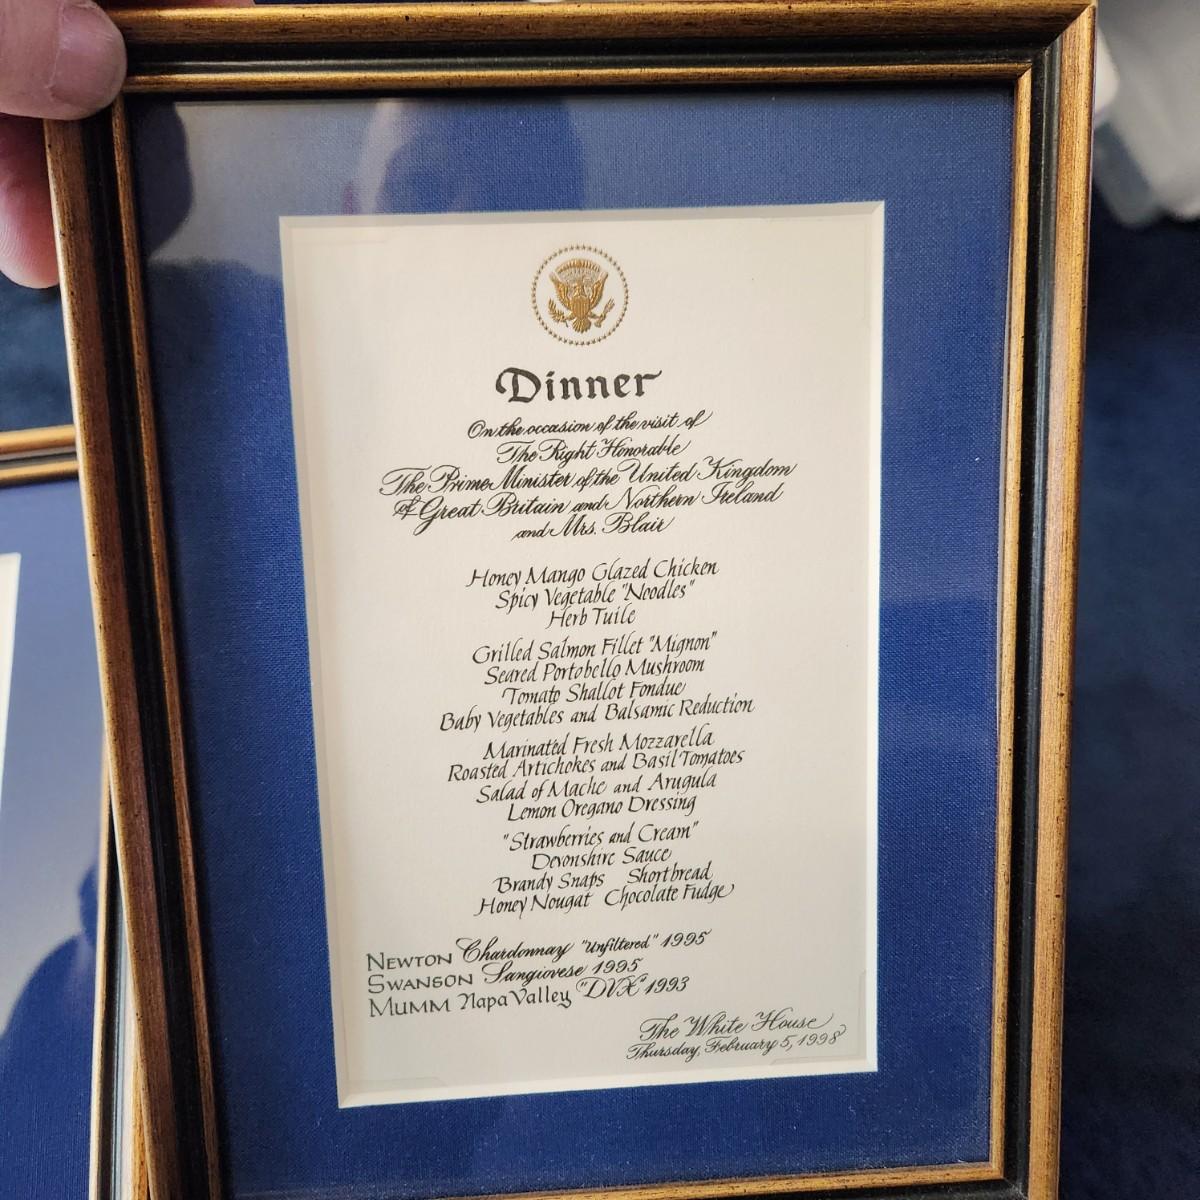 Dinner
On the occasion of the visit of
The Right Honorable
The Prime Minister of the United Kingdom
of Great Britain and Northern Ireland
and Mrs. Blair
Honey Mango Glazed Chicken
Spicy Vegetable "Noodles"
Herb Tuile
Grilled Salmon Fillet "Mignon"
Seared Portobello Mushroom
Tomato Shallot Fondue
Baby Vegetables and Balsamic Reduction
Marinated Fresh Mozzarella
Roasted Artichokes and Basil Tomatoes
Salad of Mache and Arugula
Lemon Oregano Dressing
"Strawberries and Cream"
Devonshire Sauce
Brandy Snaps Shortbread
Honey Nougat Chocolate Fudge
NEWTON Chardonnay "Unfiltered" 1995
SWANSON Sangiovese 1995
MUMM Napa Valley "DVX" 1993
The White House
Thursday, February 5, 1998